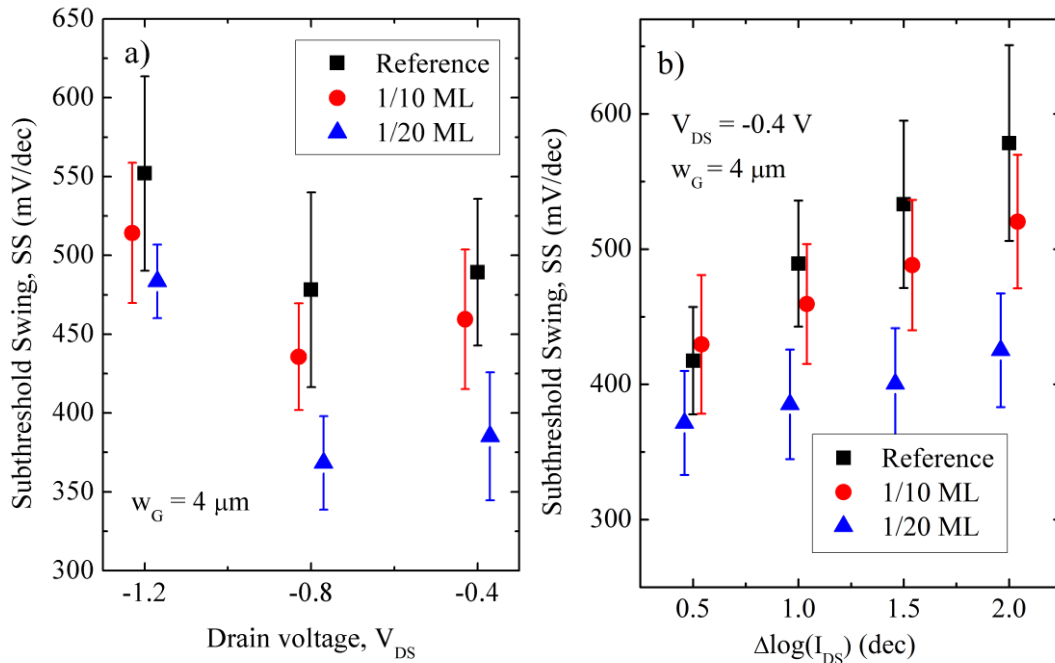 a)
Reference
1/10 ML
1/20 ML
w_G = 4 μm
650
600
550
500
450
400
350
300
-1.2
-0.8
-0.4
Subthreshold Swing, SS (mV/dec)
Drain voltage, V_DS
b)
V_DS = -0.4 V
w_G = 4 μm
Reference
1/10 ML
1/20 ML
600
500
400
300
0.5
1.0
1.5
2.0
Subthreshold Swing, SS (mV/dec)
Δlog(I_DS) (dec)